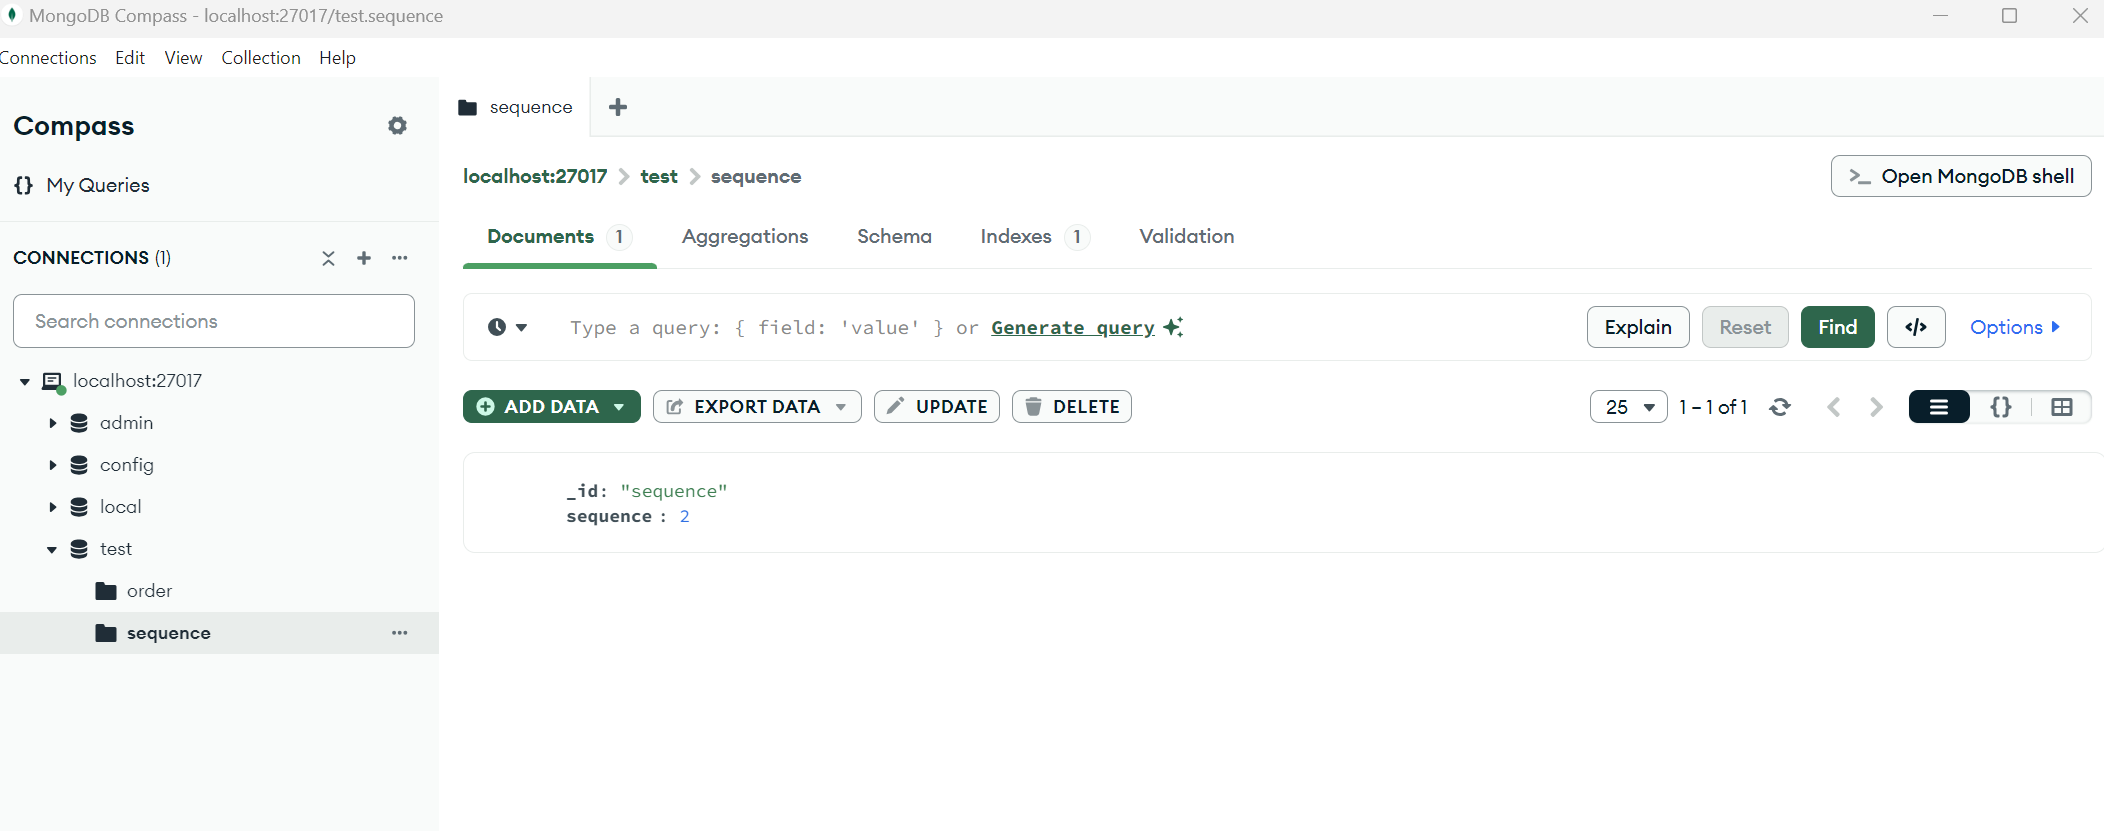 MongoDB Compass - localhost:27017/test.sequence
Connections Edit View Collection Help
Compass
{} My Queries
CONNECTIONS (1)
Search connections
localhost:27017
admin
config
local
test
order
sequence
sequence
localhost:27017 > test > sequence
>_ Open MongoDB shell
Documents 1 Aggregations Schema Indexes 1 Validation
Type a query: { field: 'value' } or Generate query
Explain Reset Find </> Options
ADD DATA EXPORT DATA UPDATE DELETE
25 1 – 1 of 1 {}
_id: "sequence"
sequence : 2